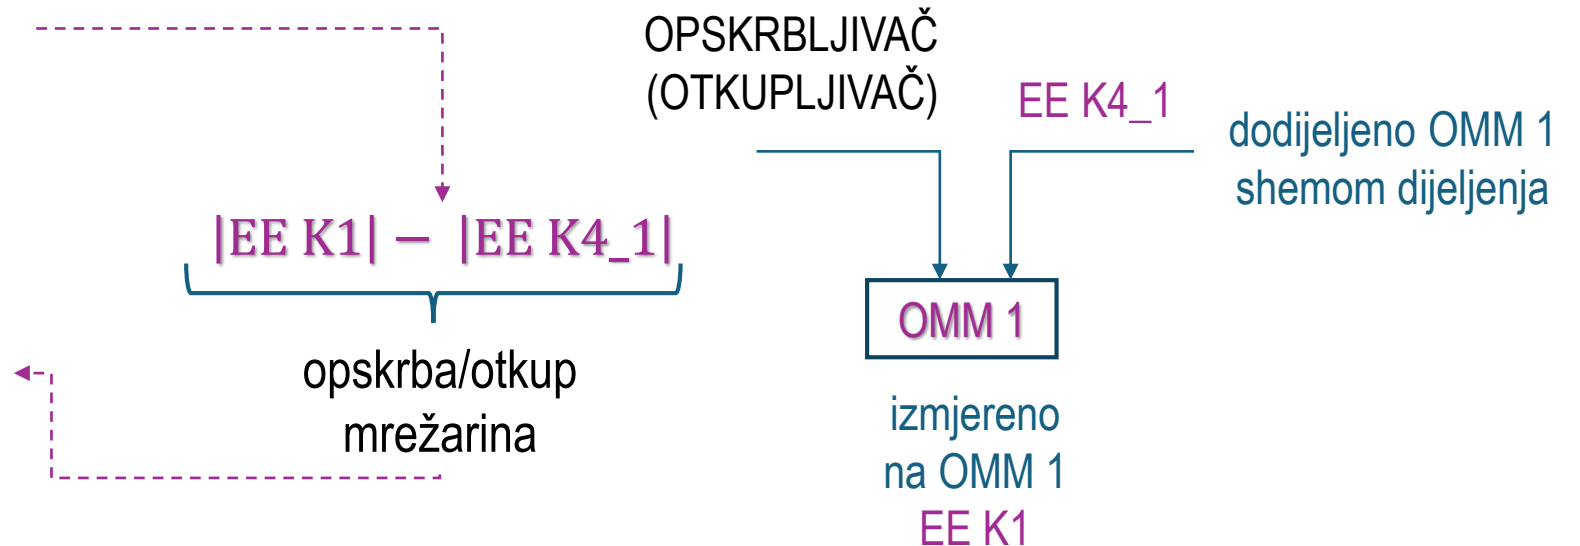 OPSKRBLJIVAČ
(OTKUPLJIVAČ)
EE K4_1
dodijeljeno OMM 1
shemom dijeljenja
|EE K1| − |EE K4_1|
opskrba/otkup
mrežarina
OMM 1
izmjereno
na OMM 1
EE K1